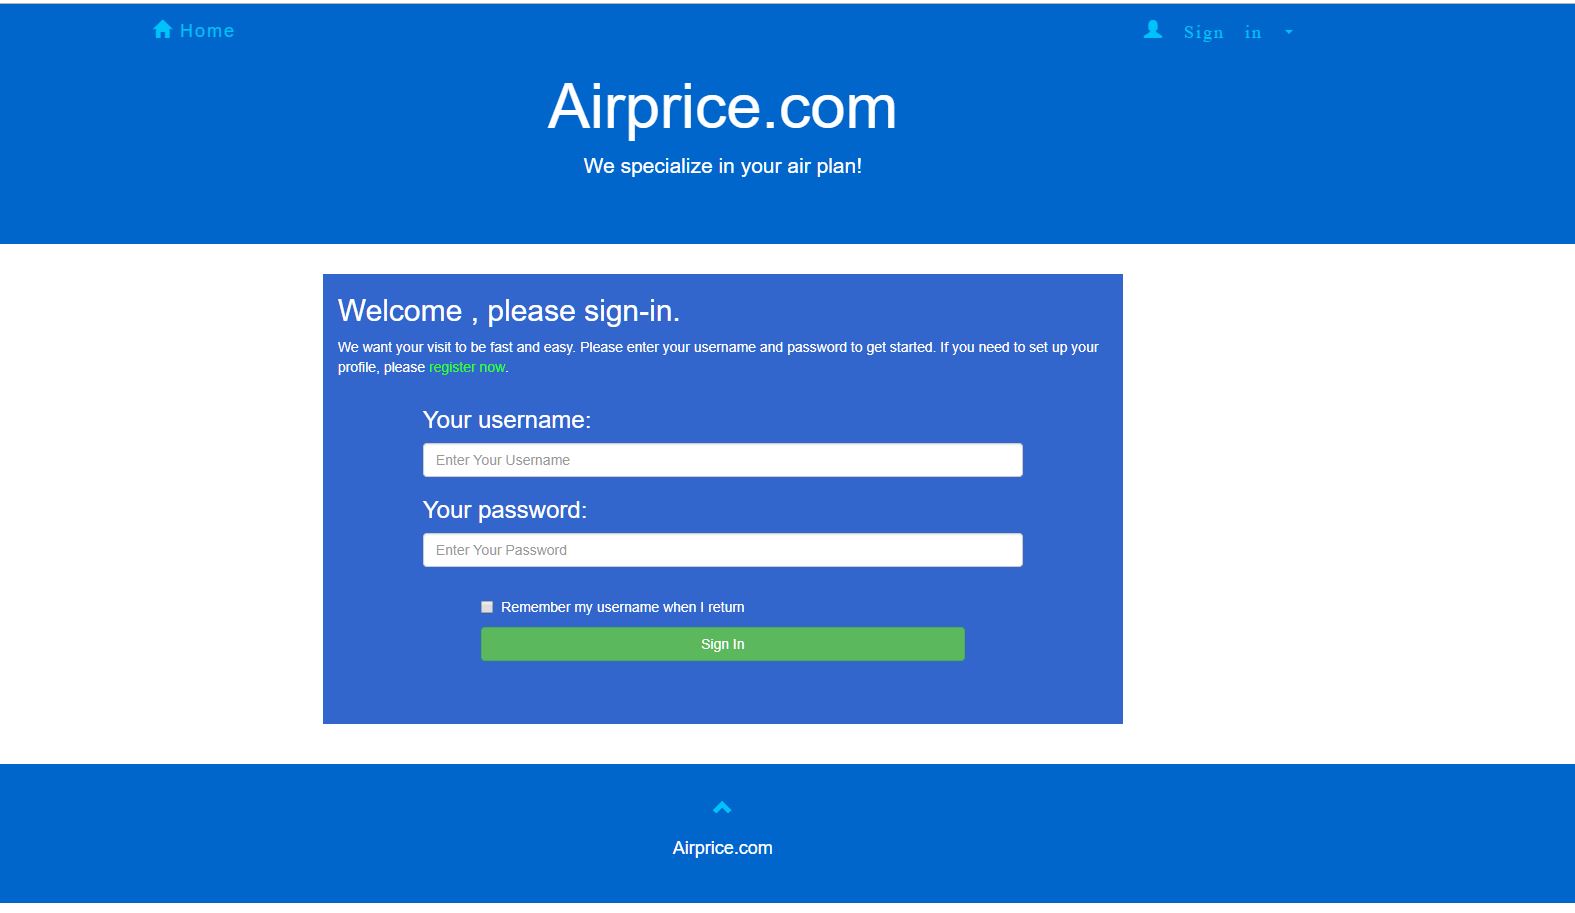 Home
Sign in
Airprice.com
We specialize in your air plan!
Welcome , please sign-in.
We want your visit to be fast and easy. Please enter your username and password to get started. If you need to set up your
profile, please register now.
Your username:
Enter Your Username
Your password:
Enter Your Password
Remember my username when I return
Sign In
Airprice.com